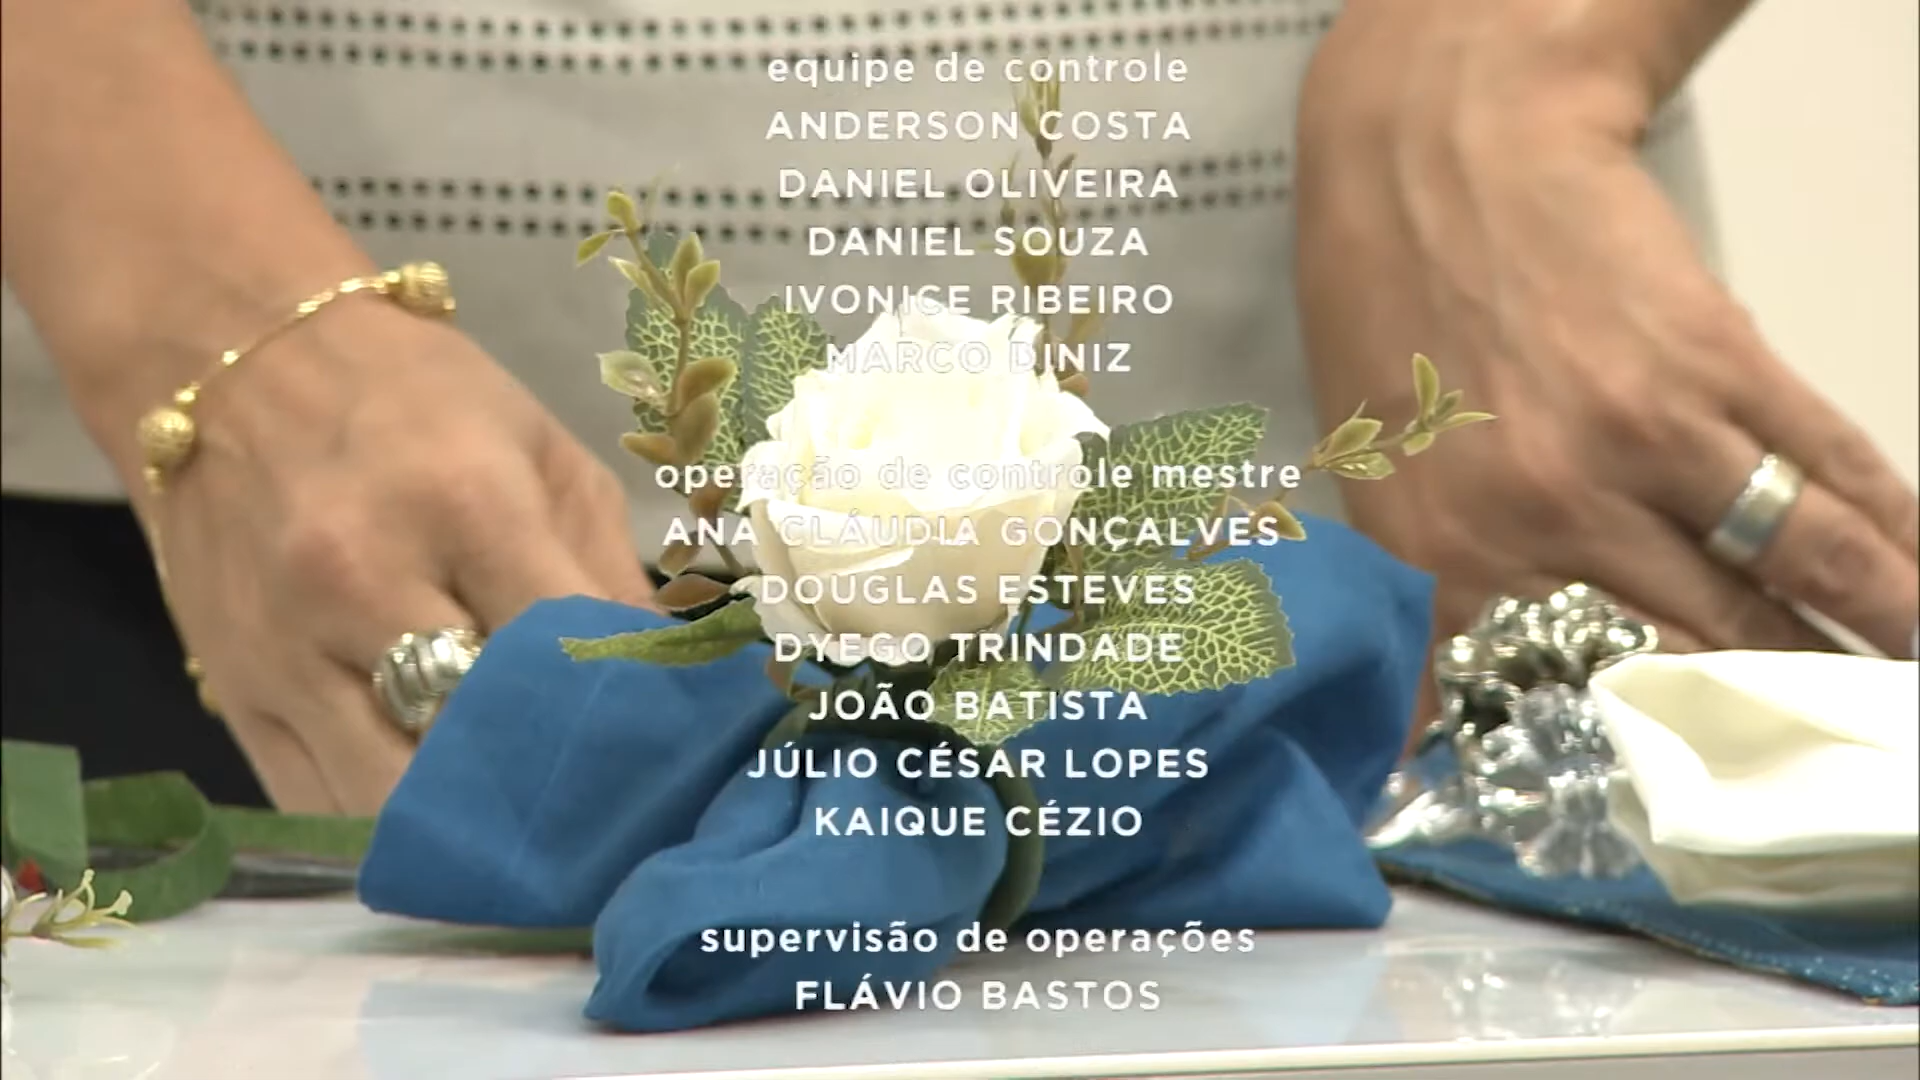 equipe de controle
ANDERSON COSTA
DANIEL OLIVEIRA
DANIEL SOUZA
IVONICE RIBEIRO
MARCO DINIZ
operação de controle mestre
ANA CLÁUDIA GONÇALVES
DOUGLAS ESTEVES
DYEGO TRINDADE
JOÃO BATISTA
JÚLIO CÉSAR LOPES
KAIQUE CÉZIO
supervisão de operações
FLÁVIO BASTOS